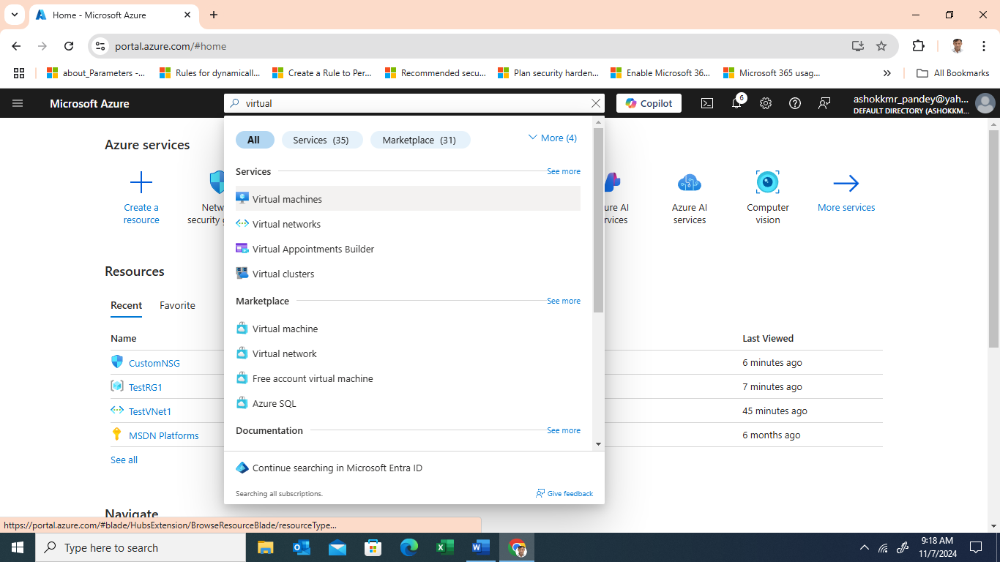 Home - Microsoft Azure
portal.azure.com/#home
about_Parameters -...
Rules for dynamicall...
Create a Rule to Per...
Recommended secu...
Plan security harden...
Enable Microsoft 36...
Microsoft 365 usag...
All Bookmarks
Microsoft Azure
virtual
Copilot
6
ashokkmr_pandey@yah...
DEFAULT DIRECTORY (ASHOKKM...
Azure services
Create a
resource
Netw
security g
ure AI
rvices
Azure AI
services
Computer
vision
More services
All
Services (35)
Marketplace (31)
More (4)
Services
See more
Virtual machines
Virtual networks
Virtual Appointments Builder
Virtual clusters
Marketplace
See more
Virtual machine
Virtual network
Free account virtual machine
Azure SQL
Documentation
See more
Continue searching in Microsoft Entra ID
Searching all subscriptions.
Give feedback
Resources
Recent
Favorite
Name
Last Viewed
CustomNSG
6 minutes ago
TestRG1
7 minutes ago
TestVNet1
45 minutes ago
MSDN Platforms
6 months ago
See all
Navigate
https://portal.azure.com/#blade/HubsExtension/BrowseResourceBlade/resourceType...
Type here to search
9:18 AM
11/7/2024